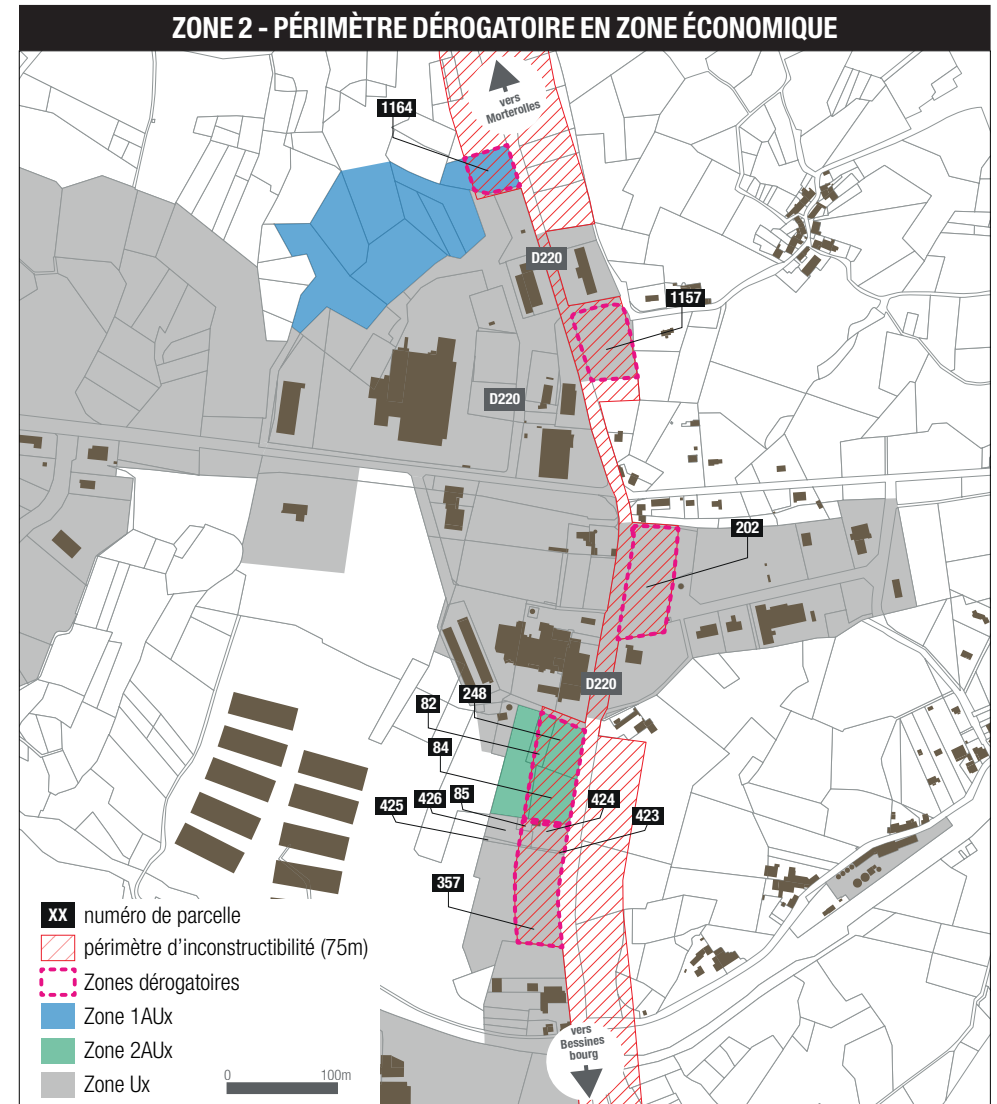 ZONE 2 - PÉRIMÈTRE DÉROGATOIRE EN ZONE ÉCONOMIQUE
vers
Morterolles
1164
D220
1157
D220
202
D220
248
82
84
85
426
425
424
423
357
XX numéro de parcelle
périmètre d'inconstructibilité (75m)
Zones dérogatoires
Zone 1AUx
Zone 2AUx
Zone Ux
0 100m
vers
Bessines
bourg